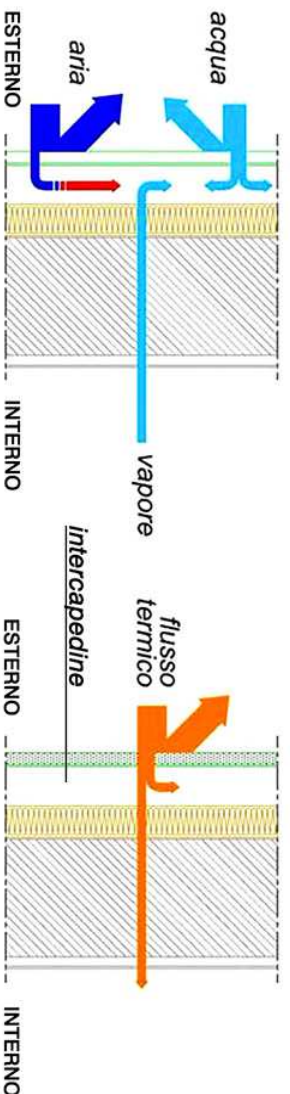 acqua
aria
ESTERNO
INTERNO
vapore
flusso
termico
intercapedine
ESTERNO
INTERNO